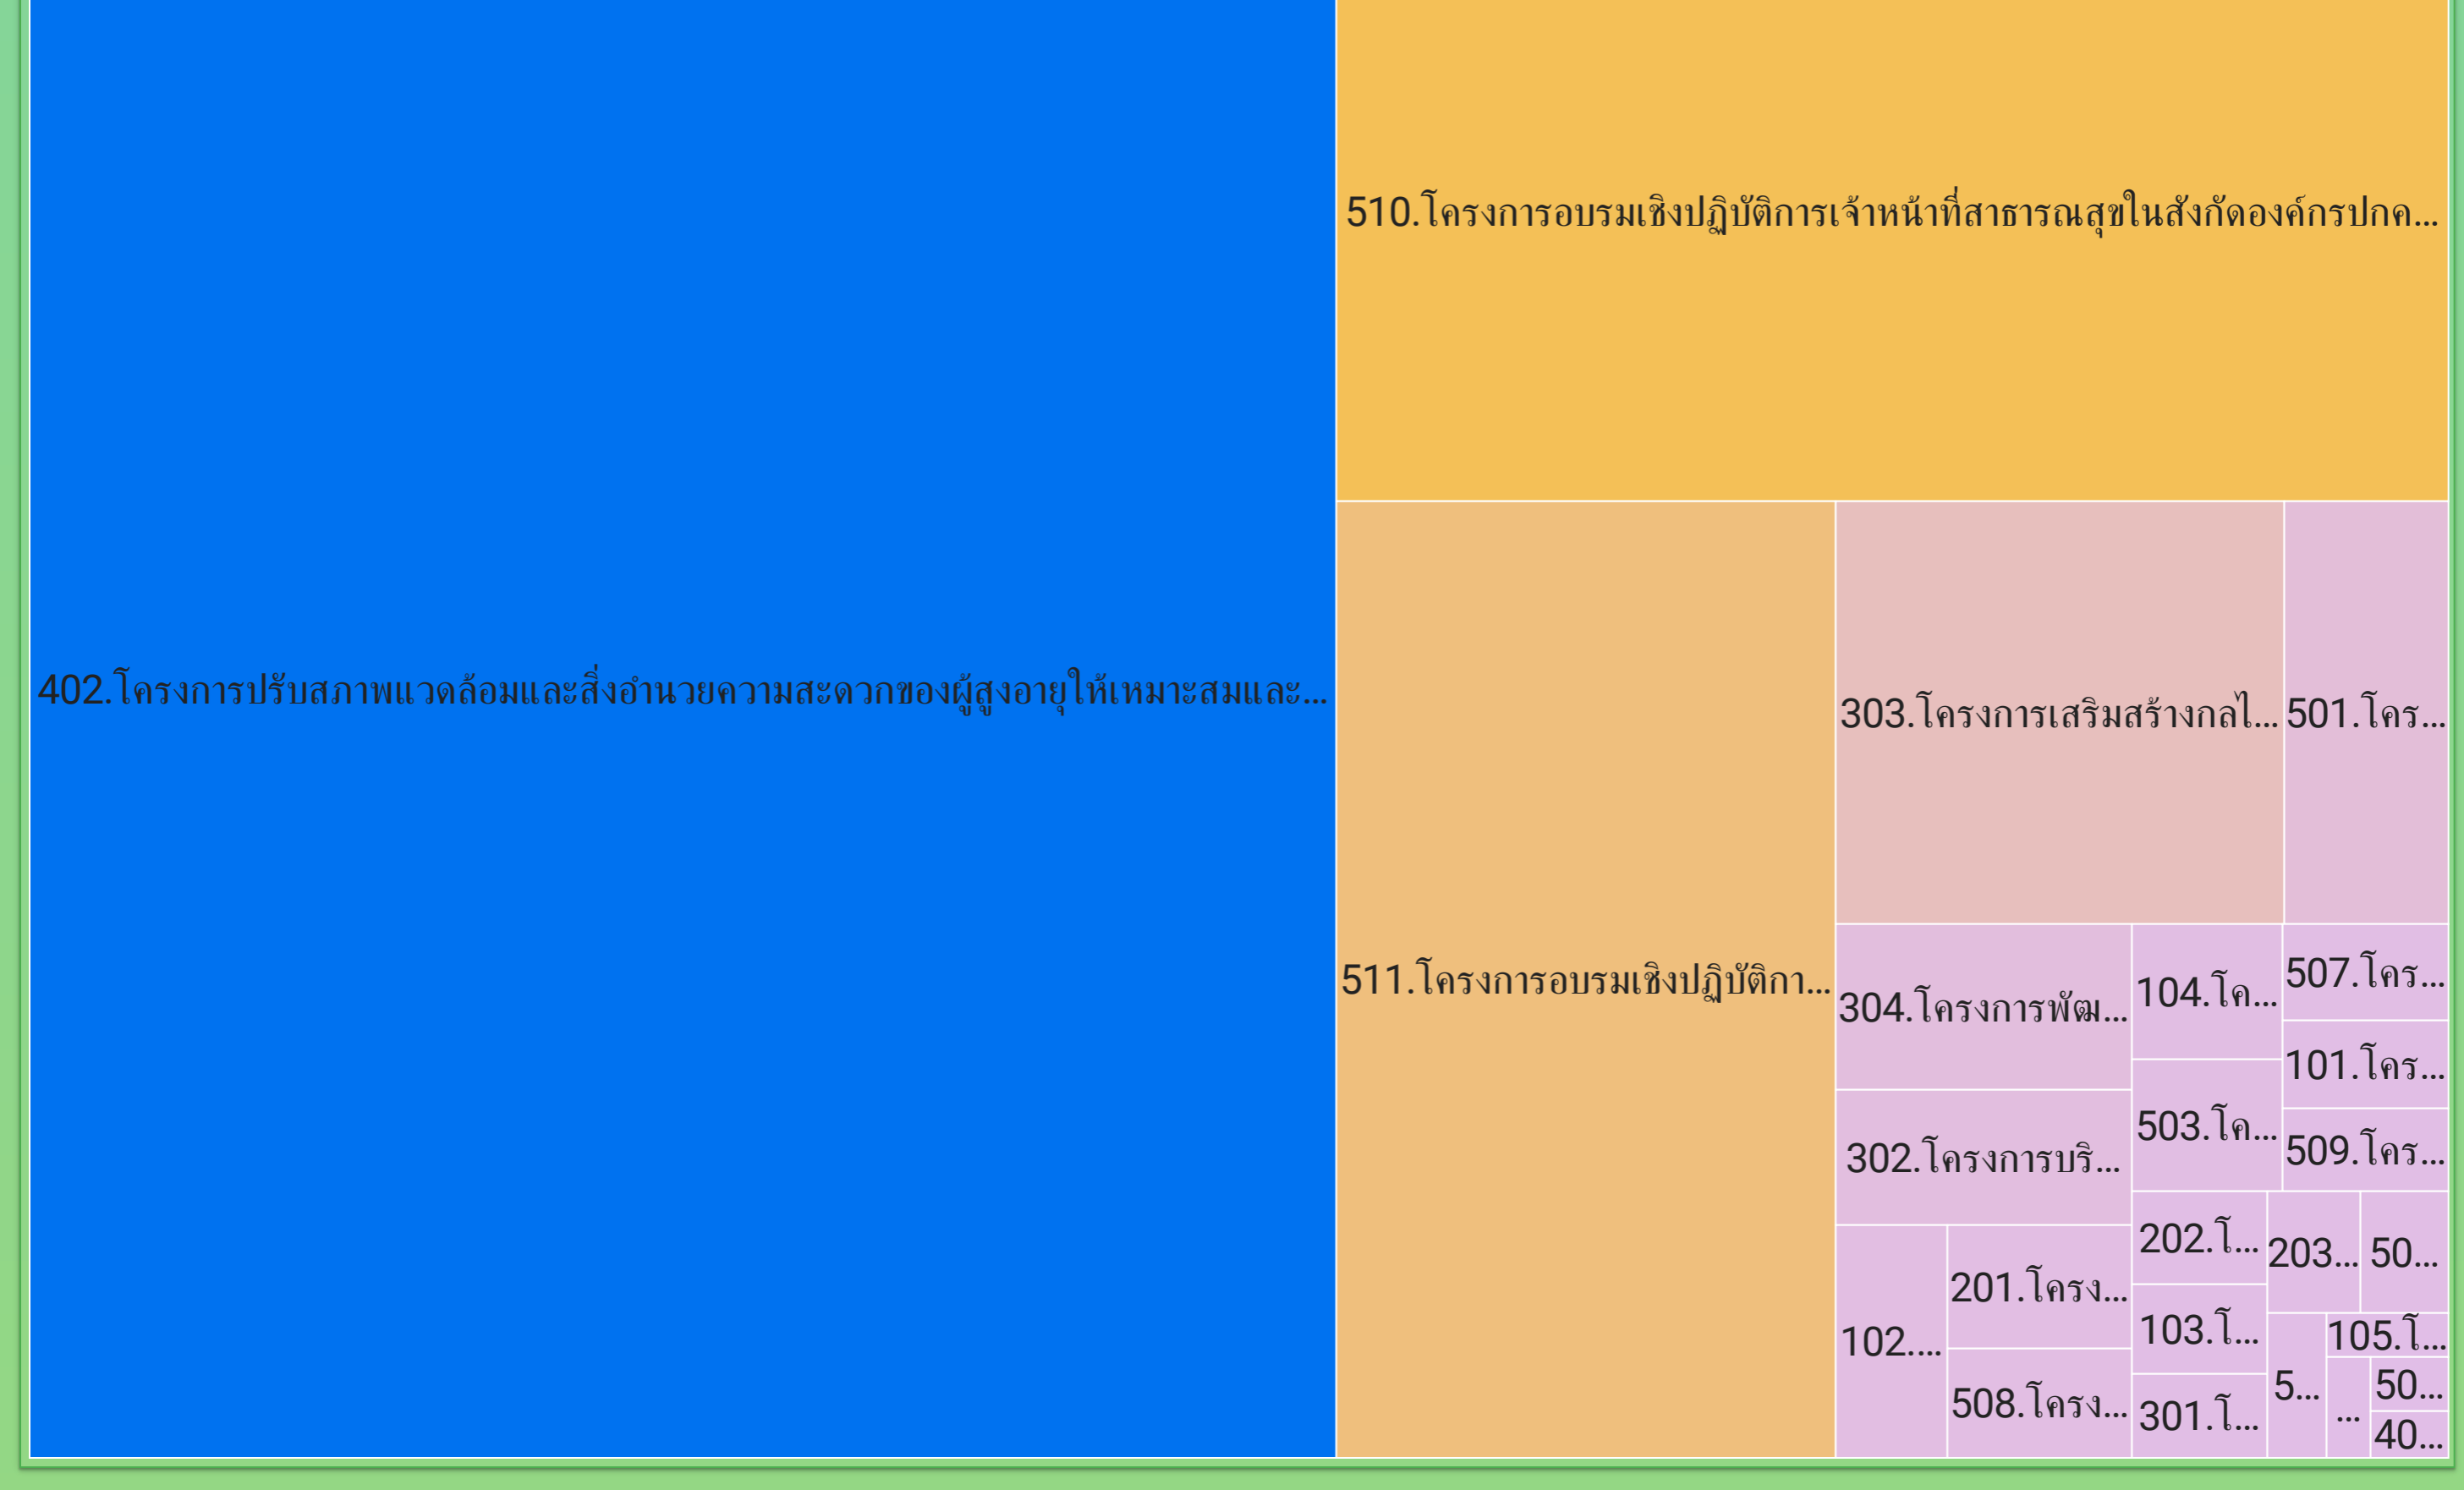 402.โครงการปรับสภาพแวดล้อมและสิ่งอำนวยความสะดวกของผู้สูงอายุให้เหมาะสมและ...
510.โครงการอบรมเชิงปฏิบัติการเจ้าหน้าที่สาธารณสุขในสังกัดองค์กรปกค...
511.โครงการอบรมเชิงปฏิบัติกา...
303.โครงการเสริมสร้างกลไ...
501.โคร...
304.โครงการพัฒ...
302.โครงการบริ...
102....
201.โครง...
508.โครง...
104.โค...
503.โค...
507.โคร...
101.โคร...
509.โคร...
202.โ...
103.โ...
301.โ...
203...
50...
5...
105.โ...
...
50...
40...